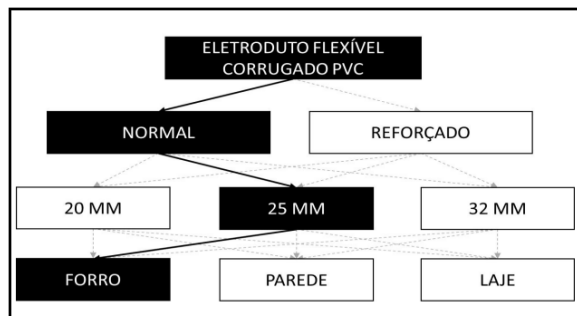 ELETRODUTO FLEXÍVEL
CORRUGADO PVC
NORMAL
REFORÇADO
20 MM
25 MM
32 MM
FORRO
PAREDE
LAJE